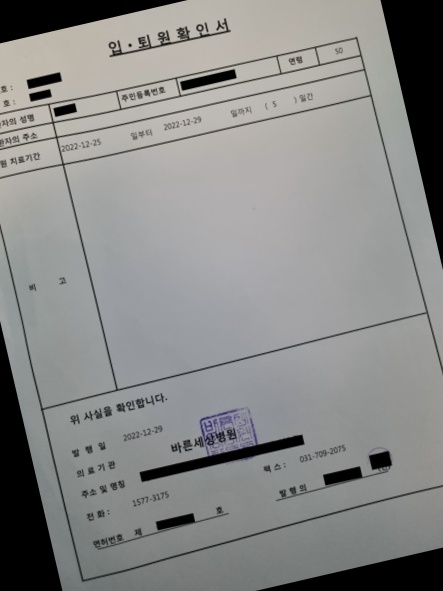 입·퇴원확인서
호 :
호 :
환자의 성명 주민등록번호 연령 50
환자의 주소
원 치료기간 2022-12-25 일부터 2022-12-29 일까지 ( 5 ) 일간
비 고
위 사실을 확인합니다.
발 행 일 2022-12-29
의 료 기 관 바른세상병원
주소 및 명칭
전 화 : 1577-3175 팩 스 : 031-709-2075
면허번호 제 호 발 행 의